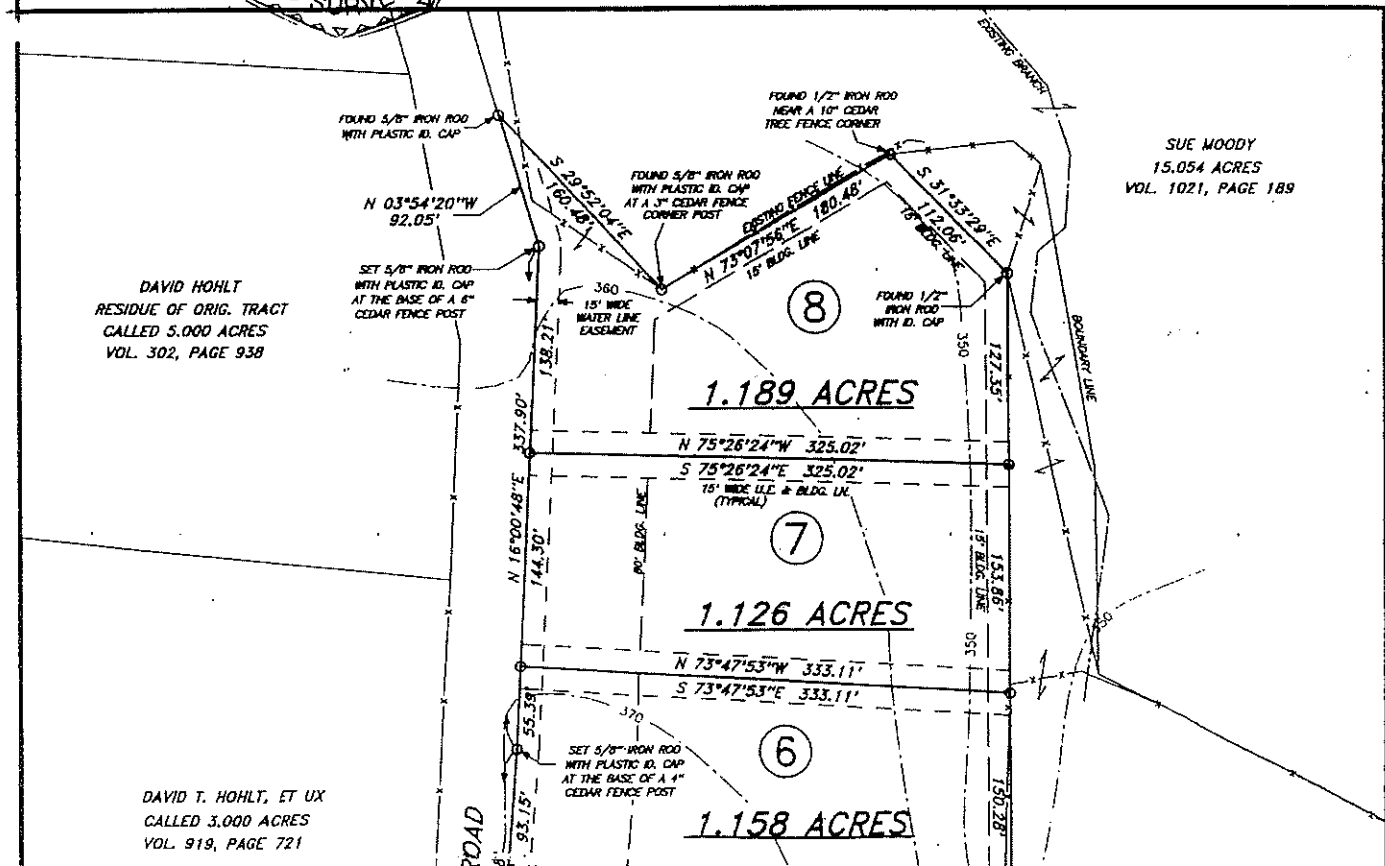 EXISTING BRANCH
FOUND 1/2" IRON ROD
NEAR A 10" CEDAR
TREE FENCE CORNER
FOUND 5/8" IRON ROD
WITH PLASTIC ID. CAP
SUE MOODY
15.054 ACRES
VOL. 1021, PAGE 189
S 29°52'04"E
160.48'
FOUND 5/8" IRON ROD
WITH PLASTIC ID. CAP
AT A 3" CEDAR FENCE
CORNER POST
EXISTING FENCE LINE
N 73°07'56"E 180.48'
15' BLDG. LINE
S 31°33'29"E
112.06'
15' BLDG. LINE
N 03°54'20"W
92.05'
SET 5/8" IRON ROD
WITH PLASTIC ID. CAP
AT THE BASE OF A 6"
CEDAR FENCE POST
DAVID HOHLT
RESIDUE OF ORIG. TRACT
CALLED 5.000 ACRES
VOL. 302, PAGE 938
360
15' WIDE
WATER LINE
EASEMENT
8
FOUND 1/2"
IRON ROD
WITH ID. CAP
138.21'
350
127.35'
BOUNDARY LINE
1.189 ACRES
337.90'
N 75°26'24"W 325.02'
S 75°26'24"E 325.02'
15' WIDE U.E. & BLDG. LN.
(TYPICAL)
N 16°00'48"E
144.30'
BLDG. LINE
7
15' BLDG. LINE
153.86'
1.126 ACRES
350
350
N 73°47'53"W 333.11'
S 73°47'53"E 333.11'
55.39'
370
6
SET 5/8" IRON ROD
WITH PLASTIC ID. CAP
AT THE BASE OF A 4"
CEDAR FENCE POST
DAVID T. HOHLT, ET UX
CALLED 3.000 ACRES
VOL. 919, PAGE 721
93.15'
ROAD
1.158 ACRES
150.28'